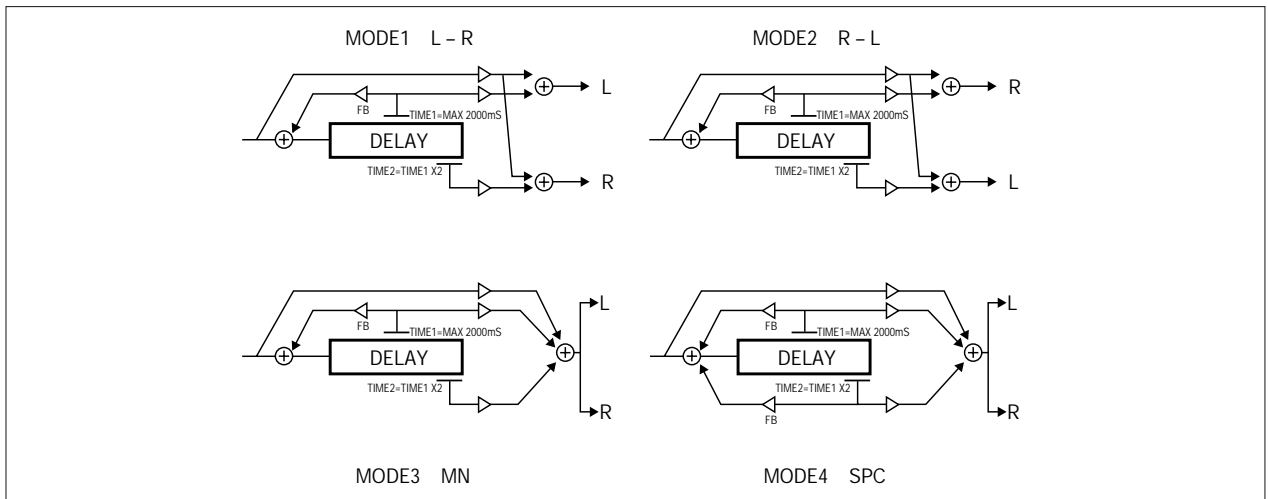 MODE1 L – R
L
FB
TIME1=MAX 2000mS
DELAY
TIME2=TIME1 X2
R
MODE2 R – L
R
FB
TIME1=MAX 2000mS
DELAY
TIME2=TIME1 X2
L
L
FB
TIME1=MAX 2000mS
DELAY
TIME2=TIME1 X2
R
MODE3 MN
L
FB
TIME1=MAX 2000mS
DELAY
TIME2=TIME1 X2
FB
R
MODE4 SPC